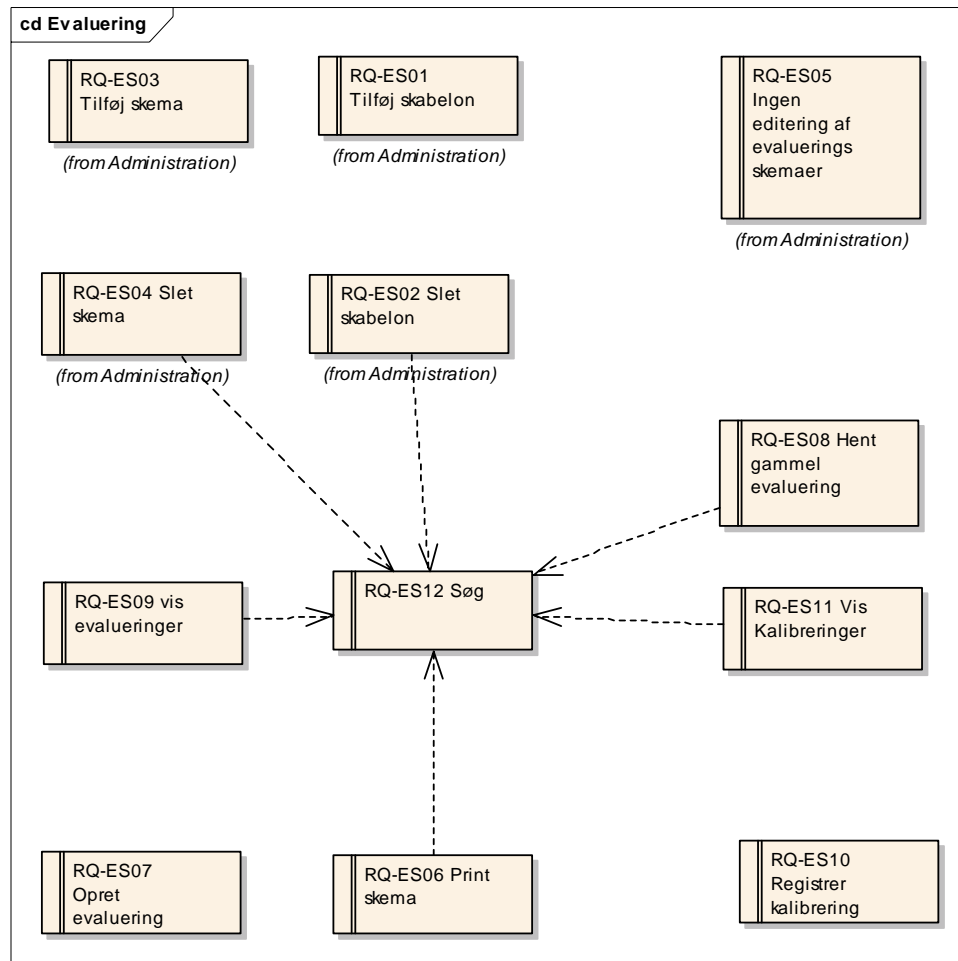 cd Evaluering
RQ-ES03
Tilføj skema
(from Administration)
RQ-ES01
Tilføj skabelon
(from Administration)
RQ-ES05
Ingen
editering af
evaluerings
skemaer
(from Administration)
RQ-ES04 Slet
skema
(from Administration)
RQ-ES02 Slet
skabelon
(from Administration)
RQ-ES08 Hent
gammel
evaluering
RQ-ES09 vis
evalueringer
RQ-ES12 Søg
RQ-ES11 Vis
Kalibreringer
RQ-ES07
Opret
evaluering
RQ-ES06 Print
skema
RQ-ES10
Registrer
kalibrering